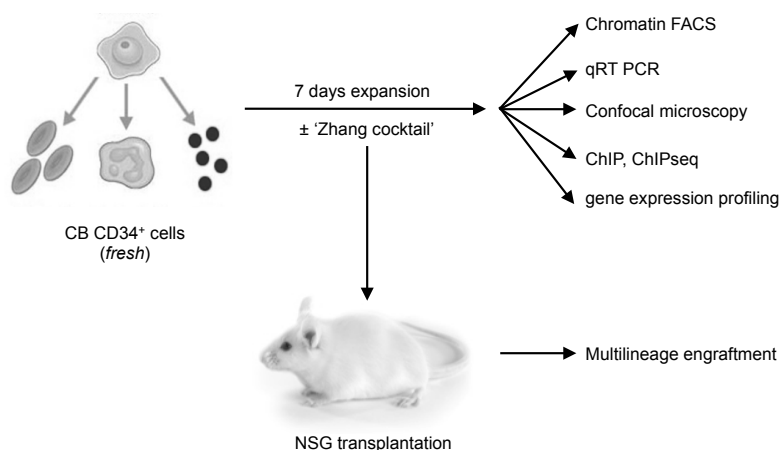 Chromatin FACS
qRT PCR
7 days expansion
Confocal microscopy
± ‘Zhang cocktail’
ChIP, ChIPseq
gene expression profiling
CB CD34⁺ cells
(fresh)
Multilineage engraftment
NSG transplantation